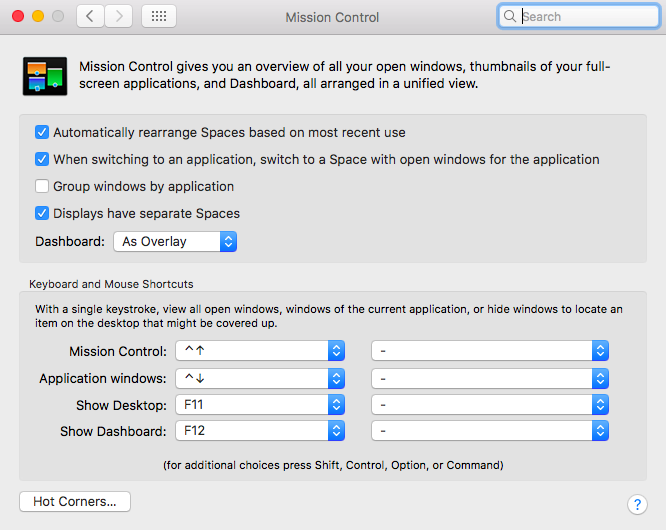 Mission Control
Search
Mission Control gives you an overview of all your open windows, thumbnails of your full-
screen applications, and Dashboard, all arranged in a unified view.
Automatically rearrange Spaces based on most recent use
When switching to an application, switch to a Space with open windows for the application
Group windows by application
Displays have separate Spaces
Dashboard: As Overlay
Keyboard and Mouse Shortcuts
With a single keystroke, view all open windows, windows of the current application, or hide windows to locate an
item on the desktop that might be covered up.
Mission Control: ^↑ -
Application windows: ^↓ -
Show Desktop: F11 -
Show Dashboard: F12 -
(for additional choices press Shift, Control, Option, or Command)
Hot Corners... ?